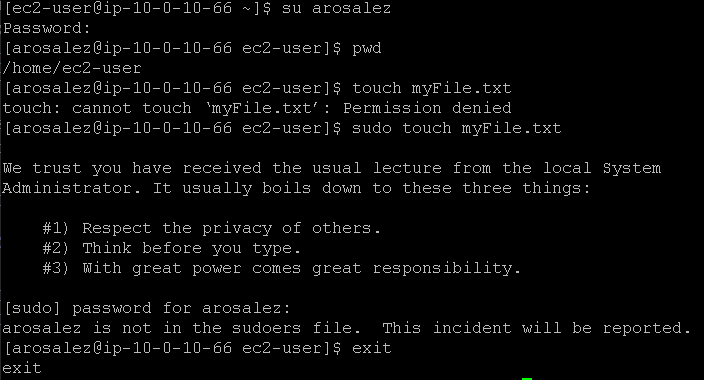 [ec2-user@ip-10-0-10-66 ~]$ su arosalez
Password:
[arosalez@ip-10-0-10-66 ec2-user]$ pwd
/home/ec2-user
[arosalez@ip-10-0-10-66 ec2-user]$ touch myFile.txt
touch: cannot touch ‘myFile.txt’: Permission denied
[arosalez@ip-10-0-10-66 ec2-user]$ sudo touch myFile.txt
We trust you have received the usual lecture from the local System
Administrator. It usually boils down to these three things:
#1) Respect the privacy of others.
#2) Think before you type.
#3) With great power comes great responsibility.
[sudo] password for arosalez:
arosalez is not in the sudoers file.  This incident will be reported.
[arosalez@ip-10-0-10-66 ec2-user]$ exit
exit